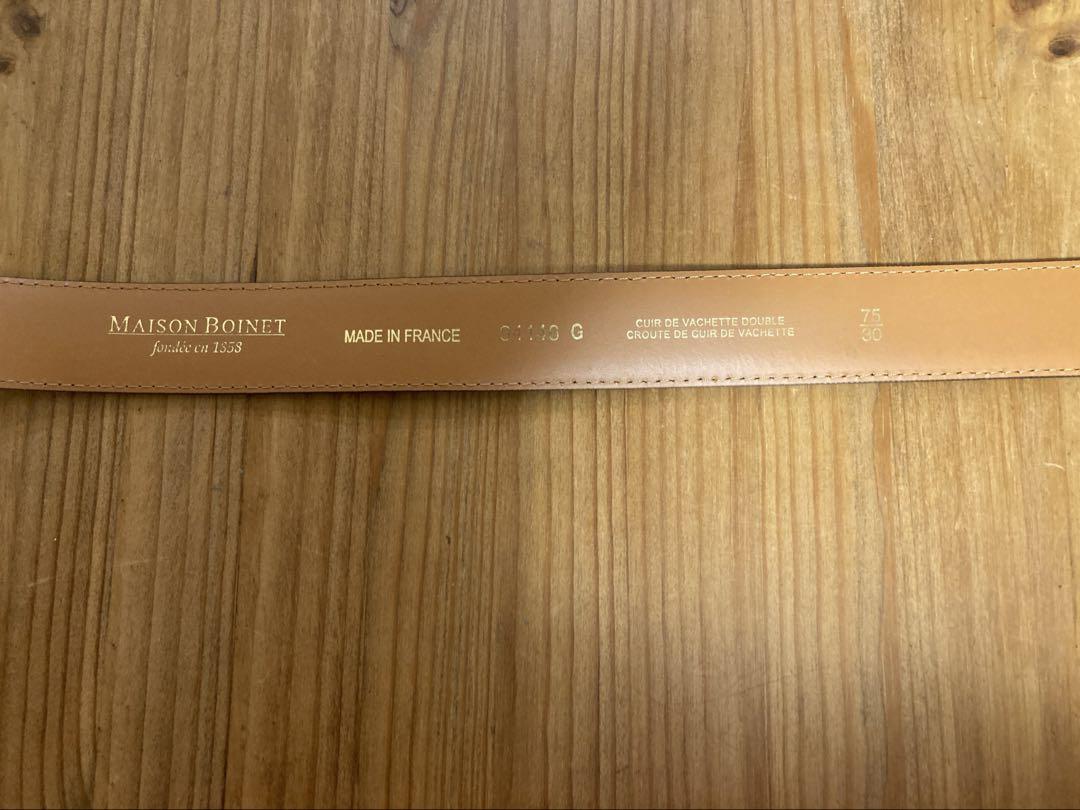 MAISON BOINET
fondée en 1858
MADE IN FRANCE
G
CUIR DE VACHETTE DOUBLE
CROUTE DE CUIR DE VACHETTE
75
30